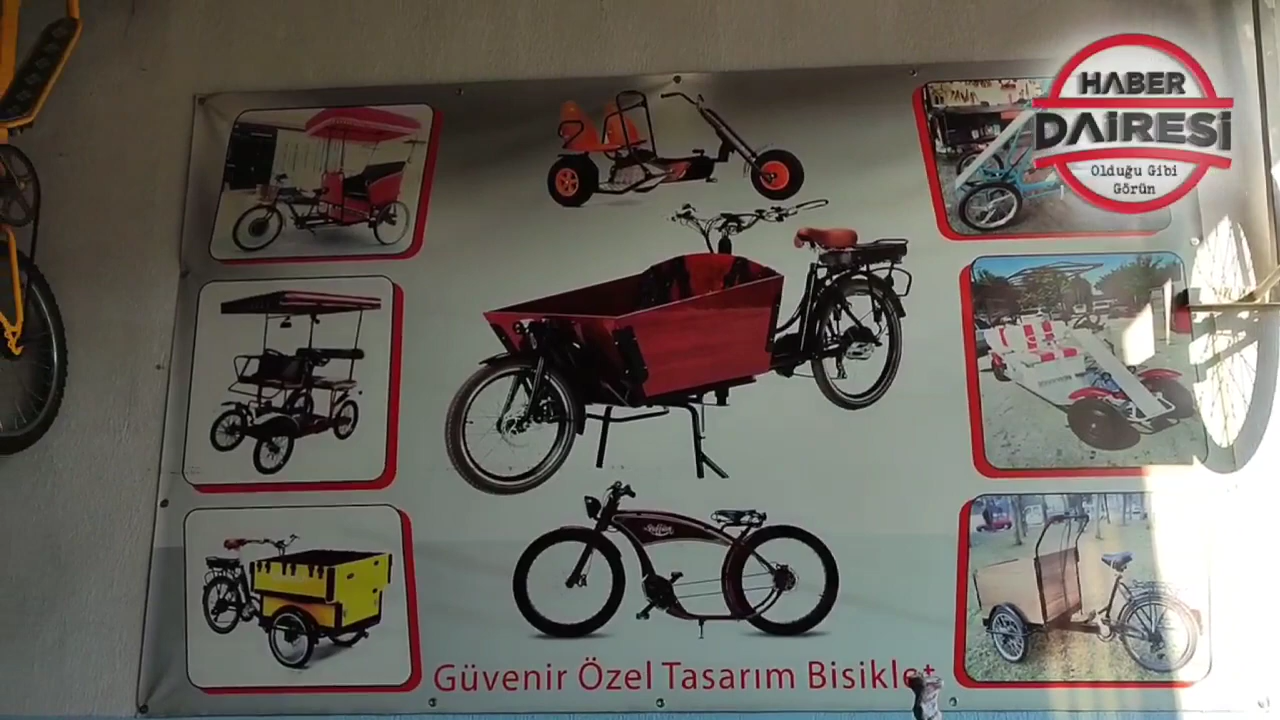 HABER
DAİRESİ
Olduğu Gibi
Görün
Güvenir Özel Tasarım Bisiklet